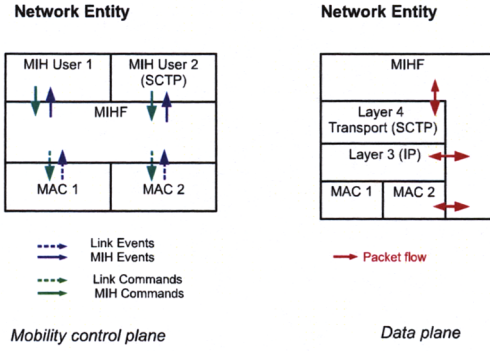 Network Entity
MIH User 1
MIH User 2
(SCTP)
MIHF
MAC 1
MAC 2
Link Events
MIH Events
Link Commands
MIH Commands
Mobility control plane
Network Entity
MIHF
Layer 4
Transport (SCTP)
Layer 3 (IP)
MAC 1
MAC 2
Packet flow
Data plane